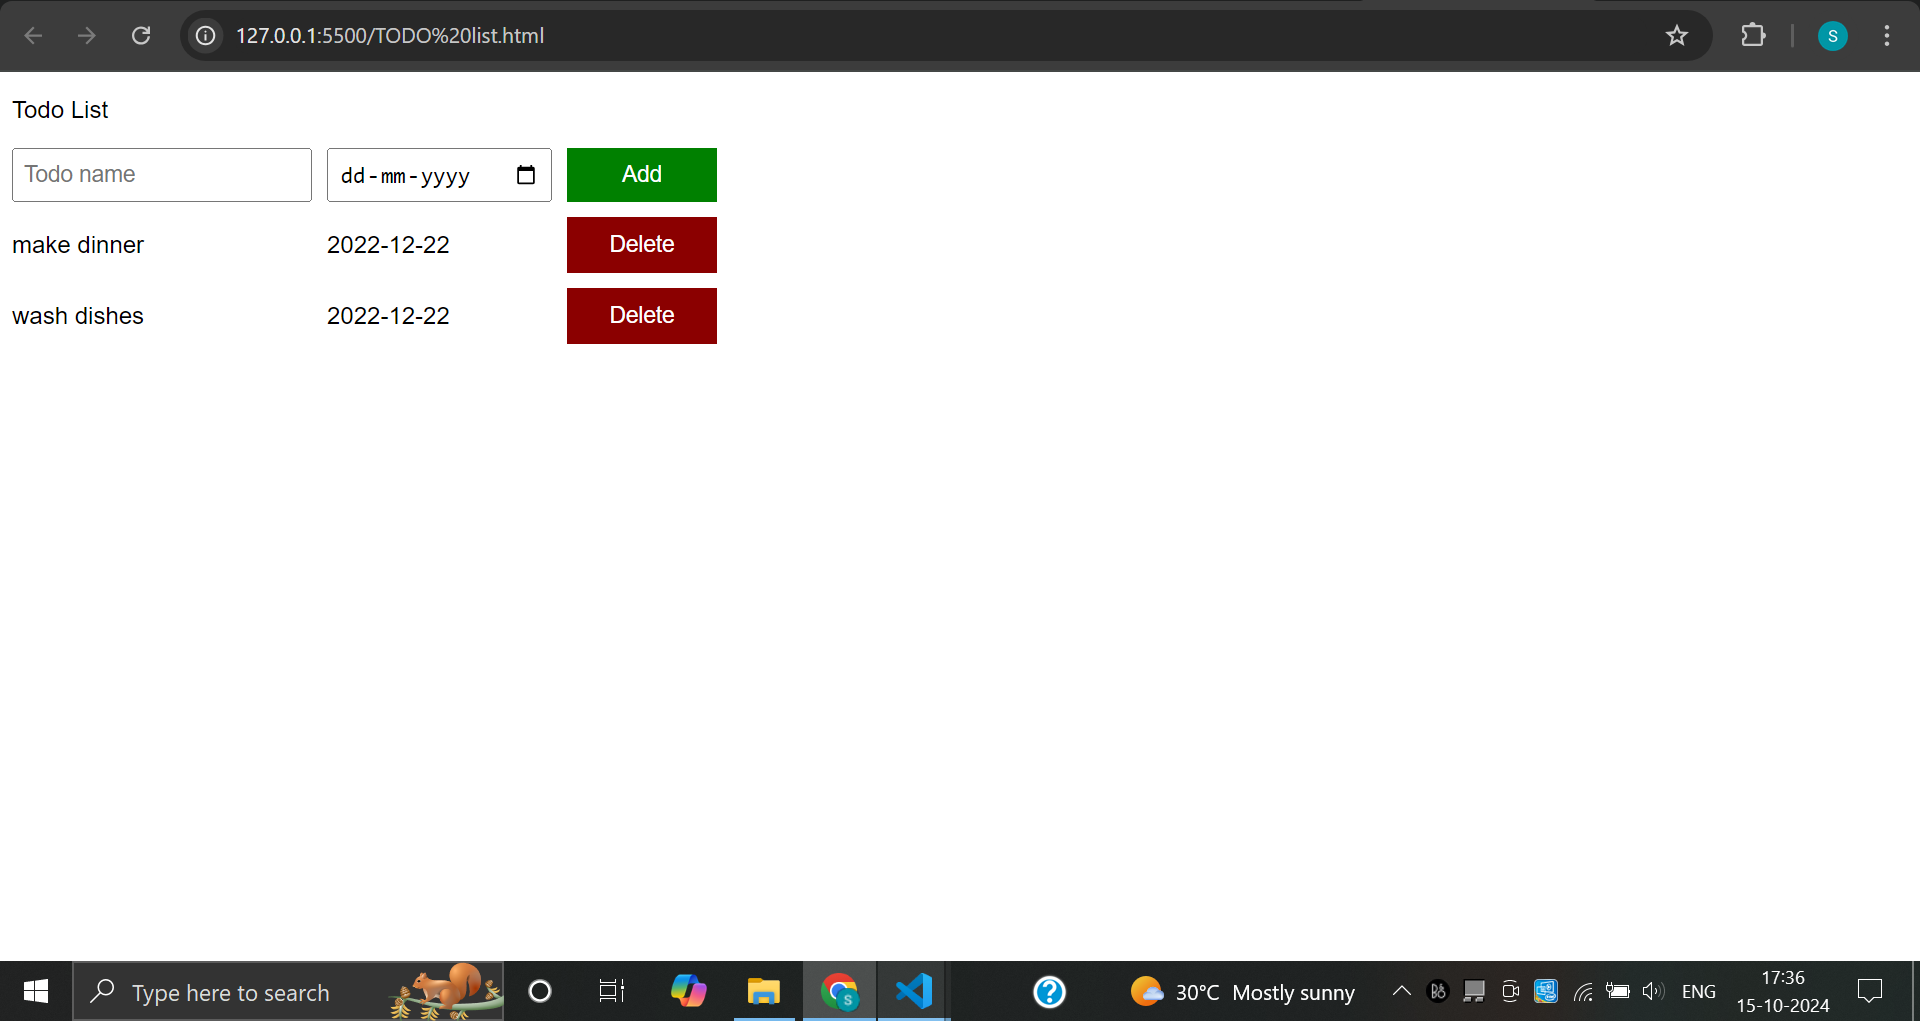 127.0.0.1:5500/TODO%20list.html
S
Todo List
Todo name
dd-mm-yyyy
Add
make dinner
2022-12-22
Delete
wash dishes
2022-12-22
Delete
Type here to search
S
?
30°C Mostly sunny
ENG
17:36
15-10-2024